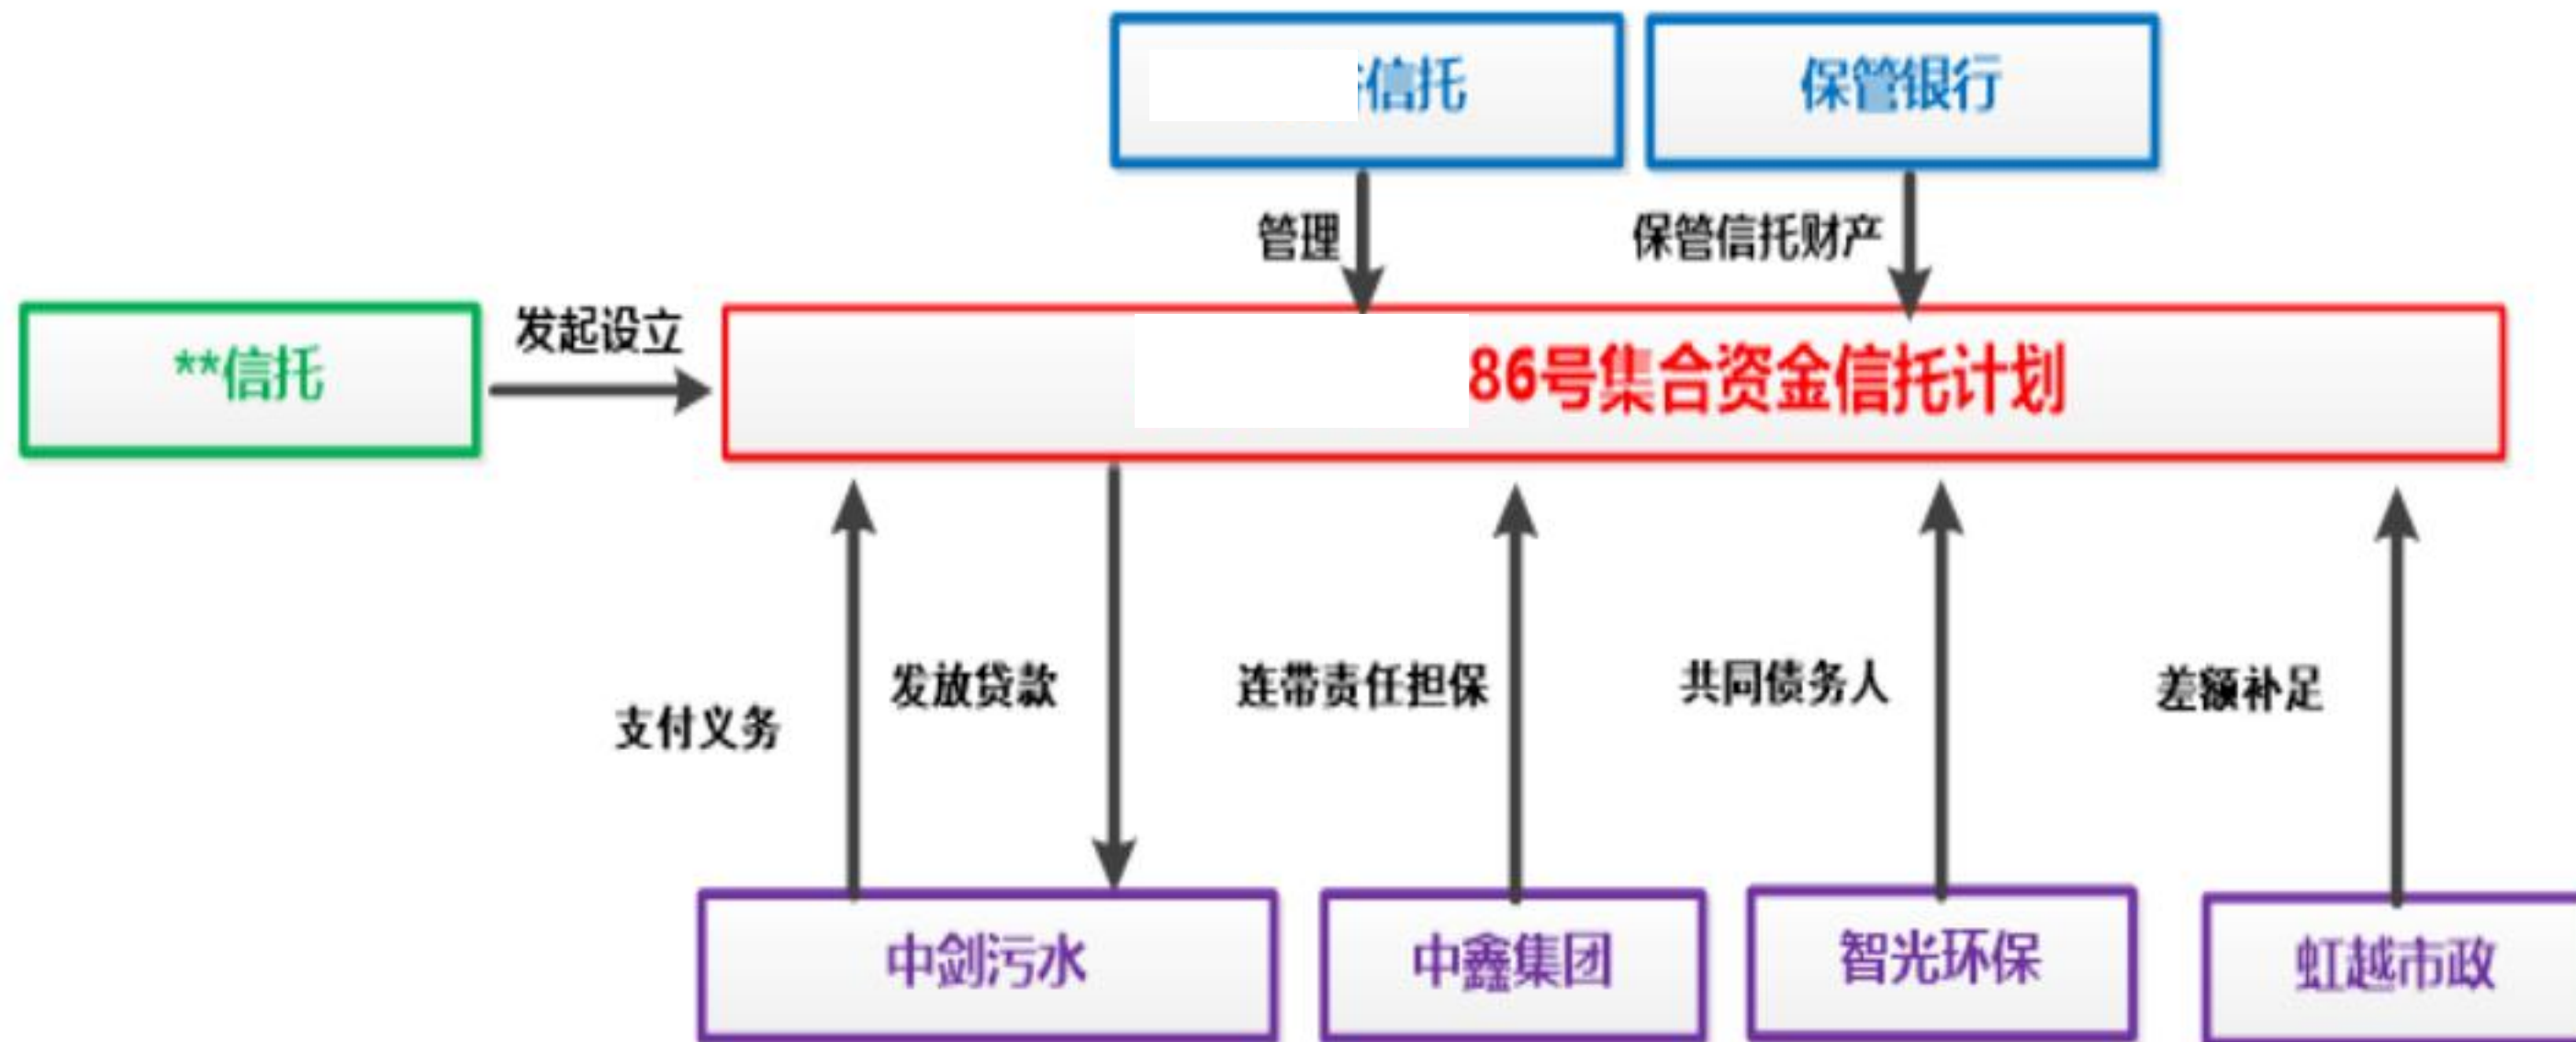 信托
保管银行
管理
保管信托财产
**信托
发起设立
86号集合资金信托计划
支付义务
发放贷款
连带责任担保
共同债务人
差额补足
中剑污水
中鑫集团
智光环保
虹越市政